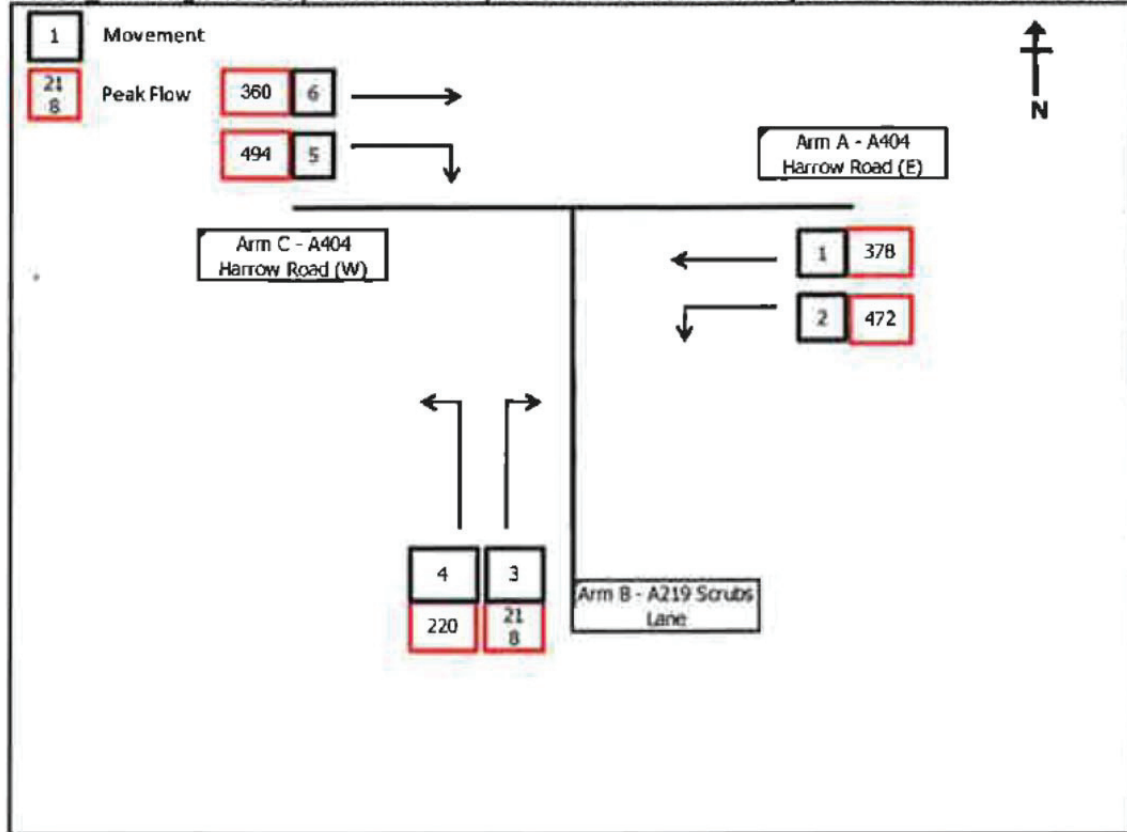 1 Movement
21
8
Peak Flow
360 6
494 5
N
Arm A - A404
Harrow Road (E)
Arm C - A404
Harrow Road (W)
1 378
2 472
4 3
220
21
8
Arm B - A219 Scrubs
Lane